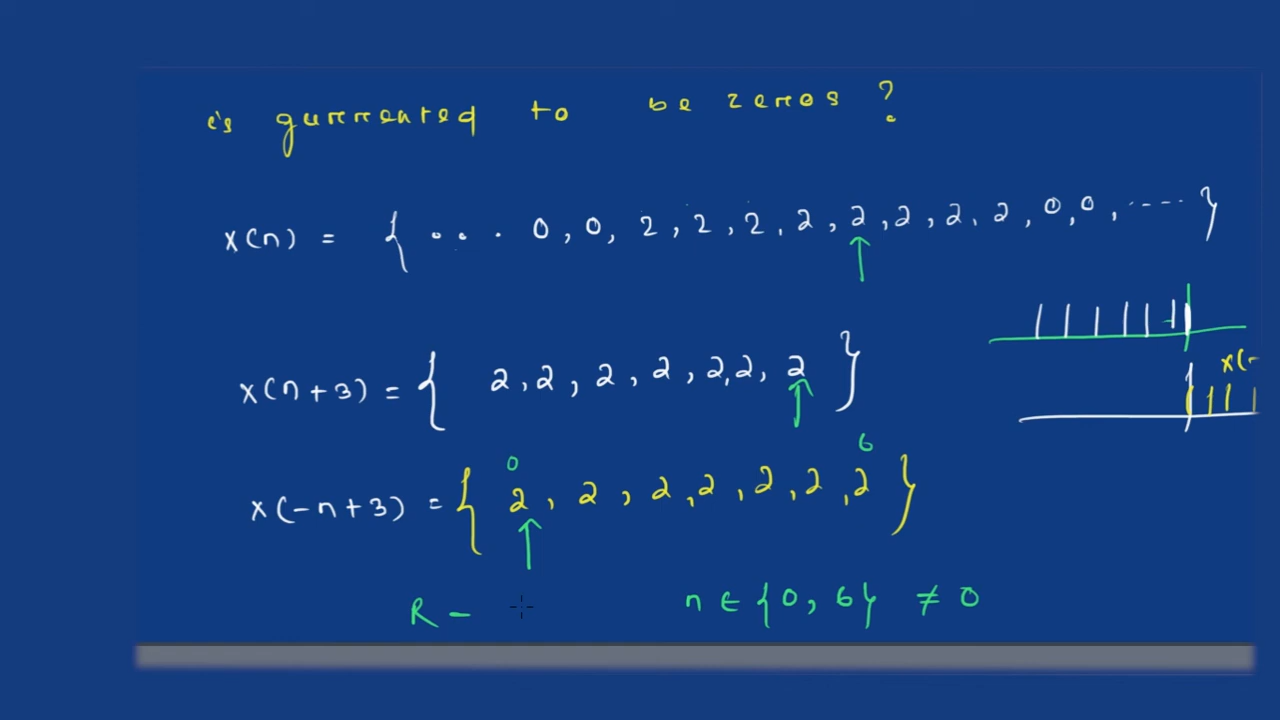 is gurrented to be zeros ?
x(n) = { . . . 0, 0, 2, 2, 2, 2, 2, 2, 2, 2, 0, 0, ..... }
↑
x(n+3) = { 2, 2, 2, 2, 2, 2, 2 }
↑
x(-
0 6
x(-n+3) = { 2, 2, 2, 2, 2, 2, 2 }
↑
R - n ∈ {0, 6} ≠ 0